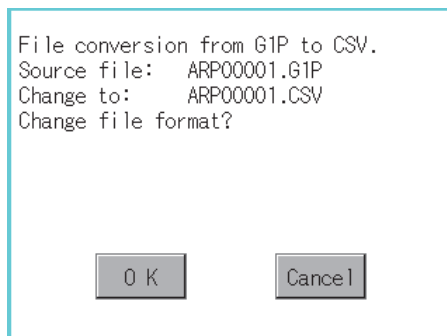 File conversion from G1P to CSV.
Source file: ARP00001.G1P
Change to: ARP00001.CSV
Change file format?
OK Cancel